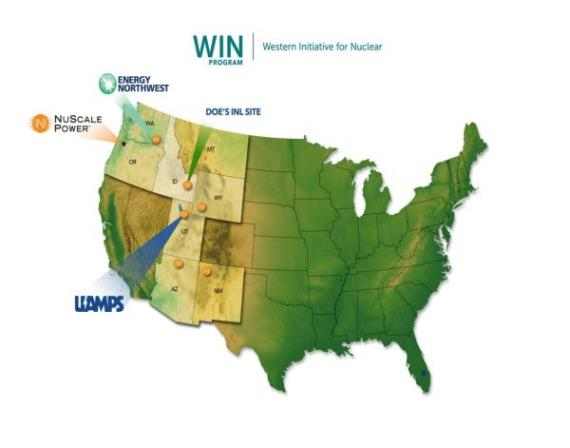 WIN
PROGRAM
Western Initiative for Nuclear
ENERGY
NORTHWEST
DOE'S INL SITE
N
NUSCALE
POWER
WA
OR
MT
ID
WY
UT
AZ
NM
UAMPS